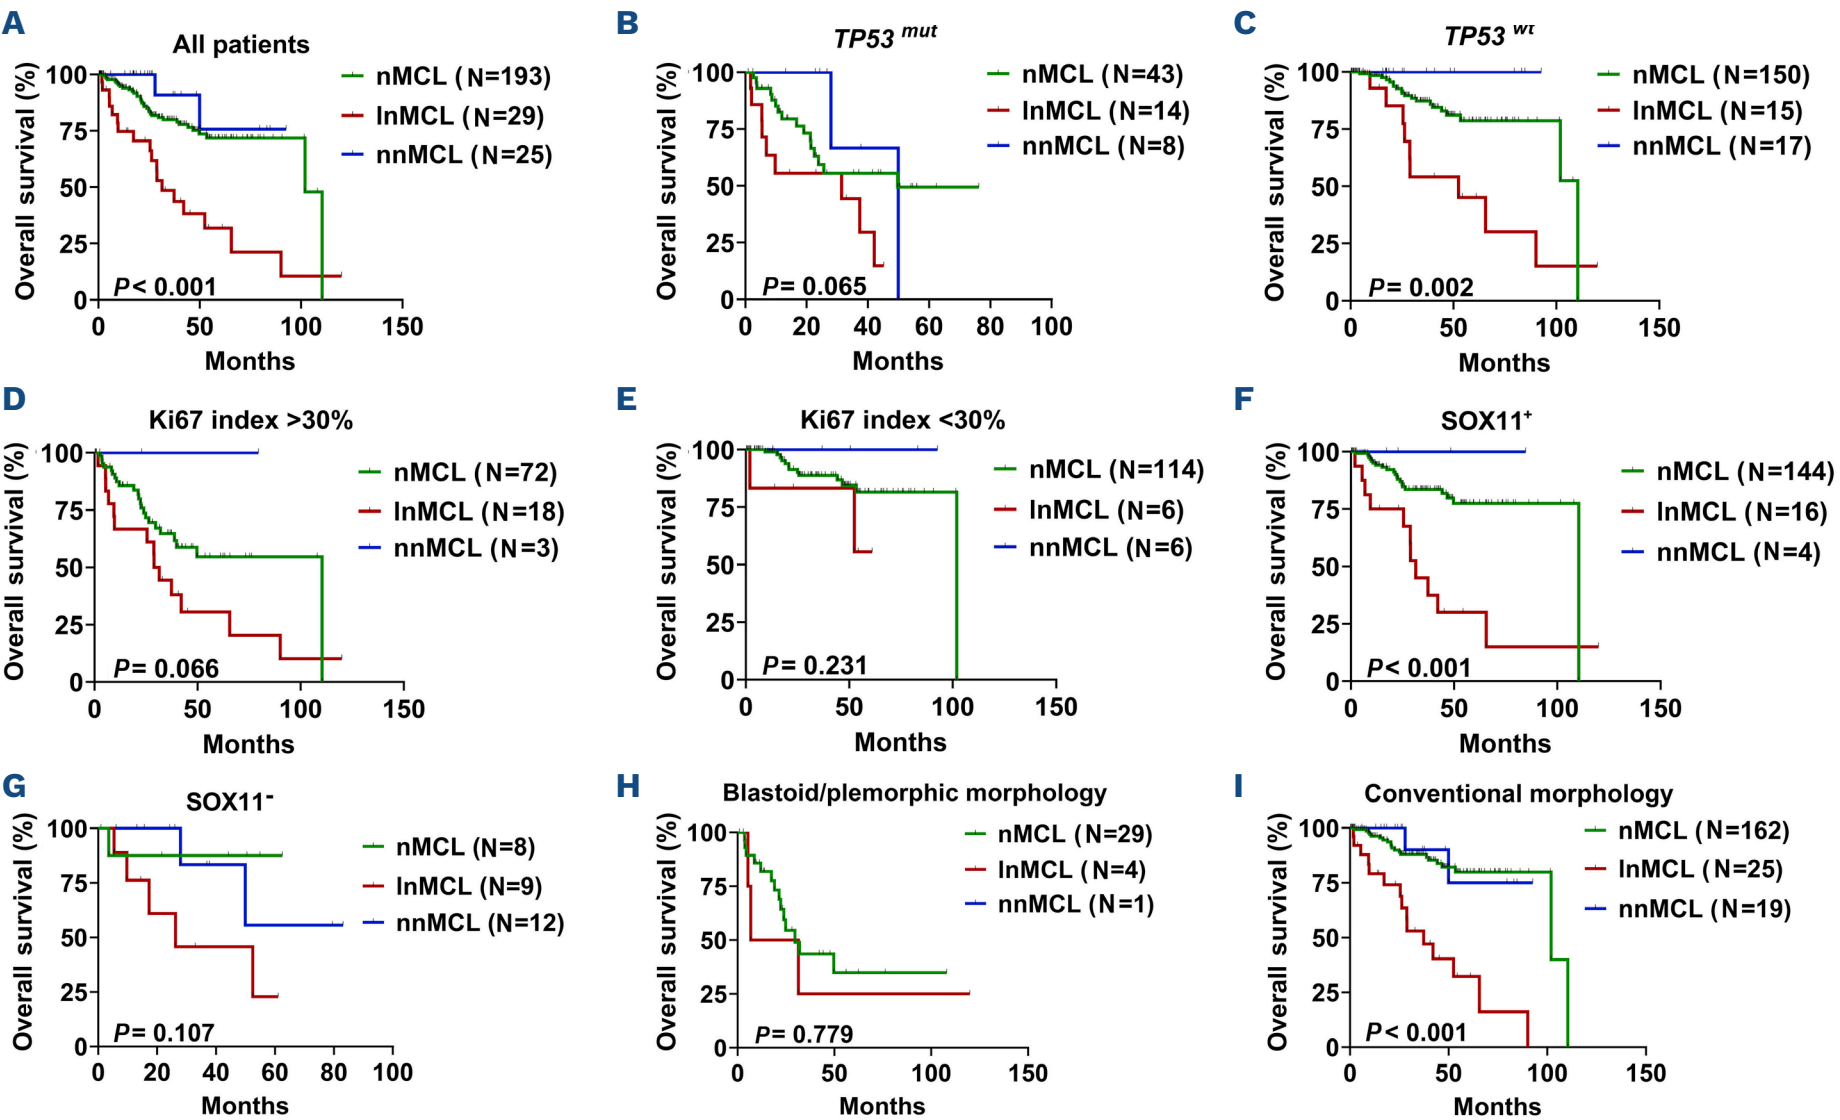 A
All patients
Overall survival (%)
100
75
50
25
0
0 50 100 150
Months
P< 0.001
nMCL (N=193)
lnMCL (N=29)
nnMCL (N=25)
B
TP53 mut
Overall survival (%)
100
75
50
25
0
0 20 40 60 80 100
Months
P= 0.065
nMCL (N=43)
lnMCL (N=14)
nnMCL (N=8)
C
TP53 wt
Overall survival (%)
100
75
50
25
0
0 50 100 150
Months
P= 0.002
nMCL (N=150)
lnMCL (N=15)
nnMCL (N=17)
D
Ki67 index >30%
Overall survival (%)
100
75
50
25
0
0 50 100 150
Months
P= 0.066
nMCL (N=72)
lnMCL (N=18)
nnMCL (N=3)
E
Ki67 index <30%
Overall survival (%)
100
75
50
25
0
0 50 100 150
Months
P= 0.231
nMCL (N=114)
lnMCL (N=6)
nnMCL (N=6)
F
SOX11+
Overall survival (%)
100
75
50
25
0
0 50 100 150
Months
P< 0.001
nMCL (N=144)
lnMCL (N=16)
nnMCL (N=4)
G
SOX11-
Overall survival (%)
100
75
50
25
0
0 20 40 60 80 100
Months
P= 0.107
nMCL (N=8)
lnMCL (N=9)
nnMCL (N=12)
H
Blastoid/plemorphic morphology
Overall survival (%)
100
75
50
25
0
0 50 100 150
Months
P= 0.779
nMCL (N=29)
lnMCL (N=4)
nnMCL (N=1)
I
Conventional morphology
Overall survival (%)
100
75
50
25
0
0 50 100 150
Months
P< 0.001
nMCL (N=162)
lnMCL (N=25)
nnMCL (N=19)